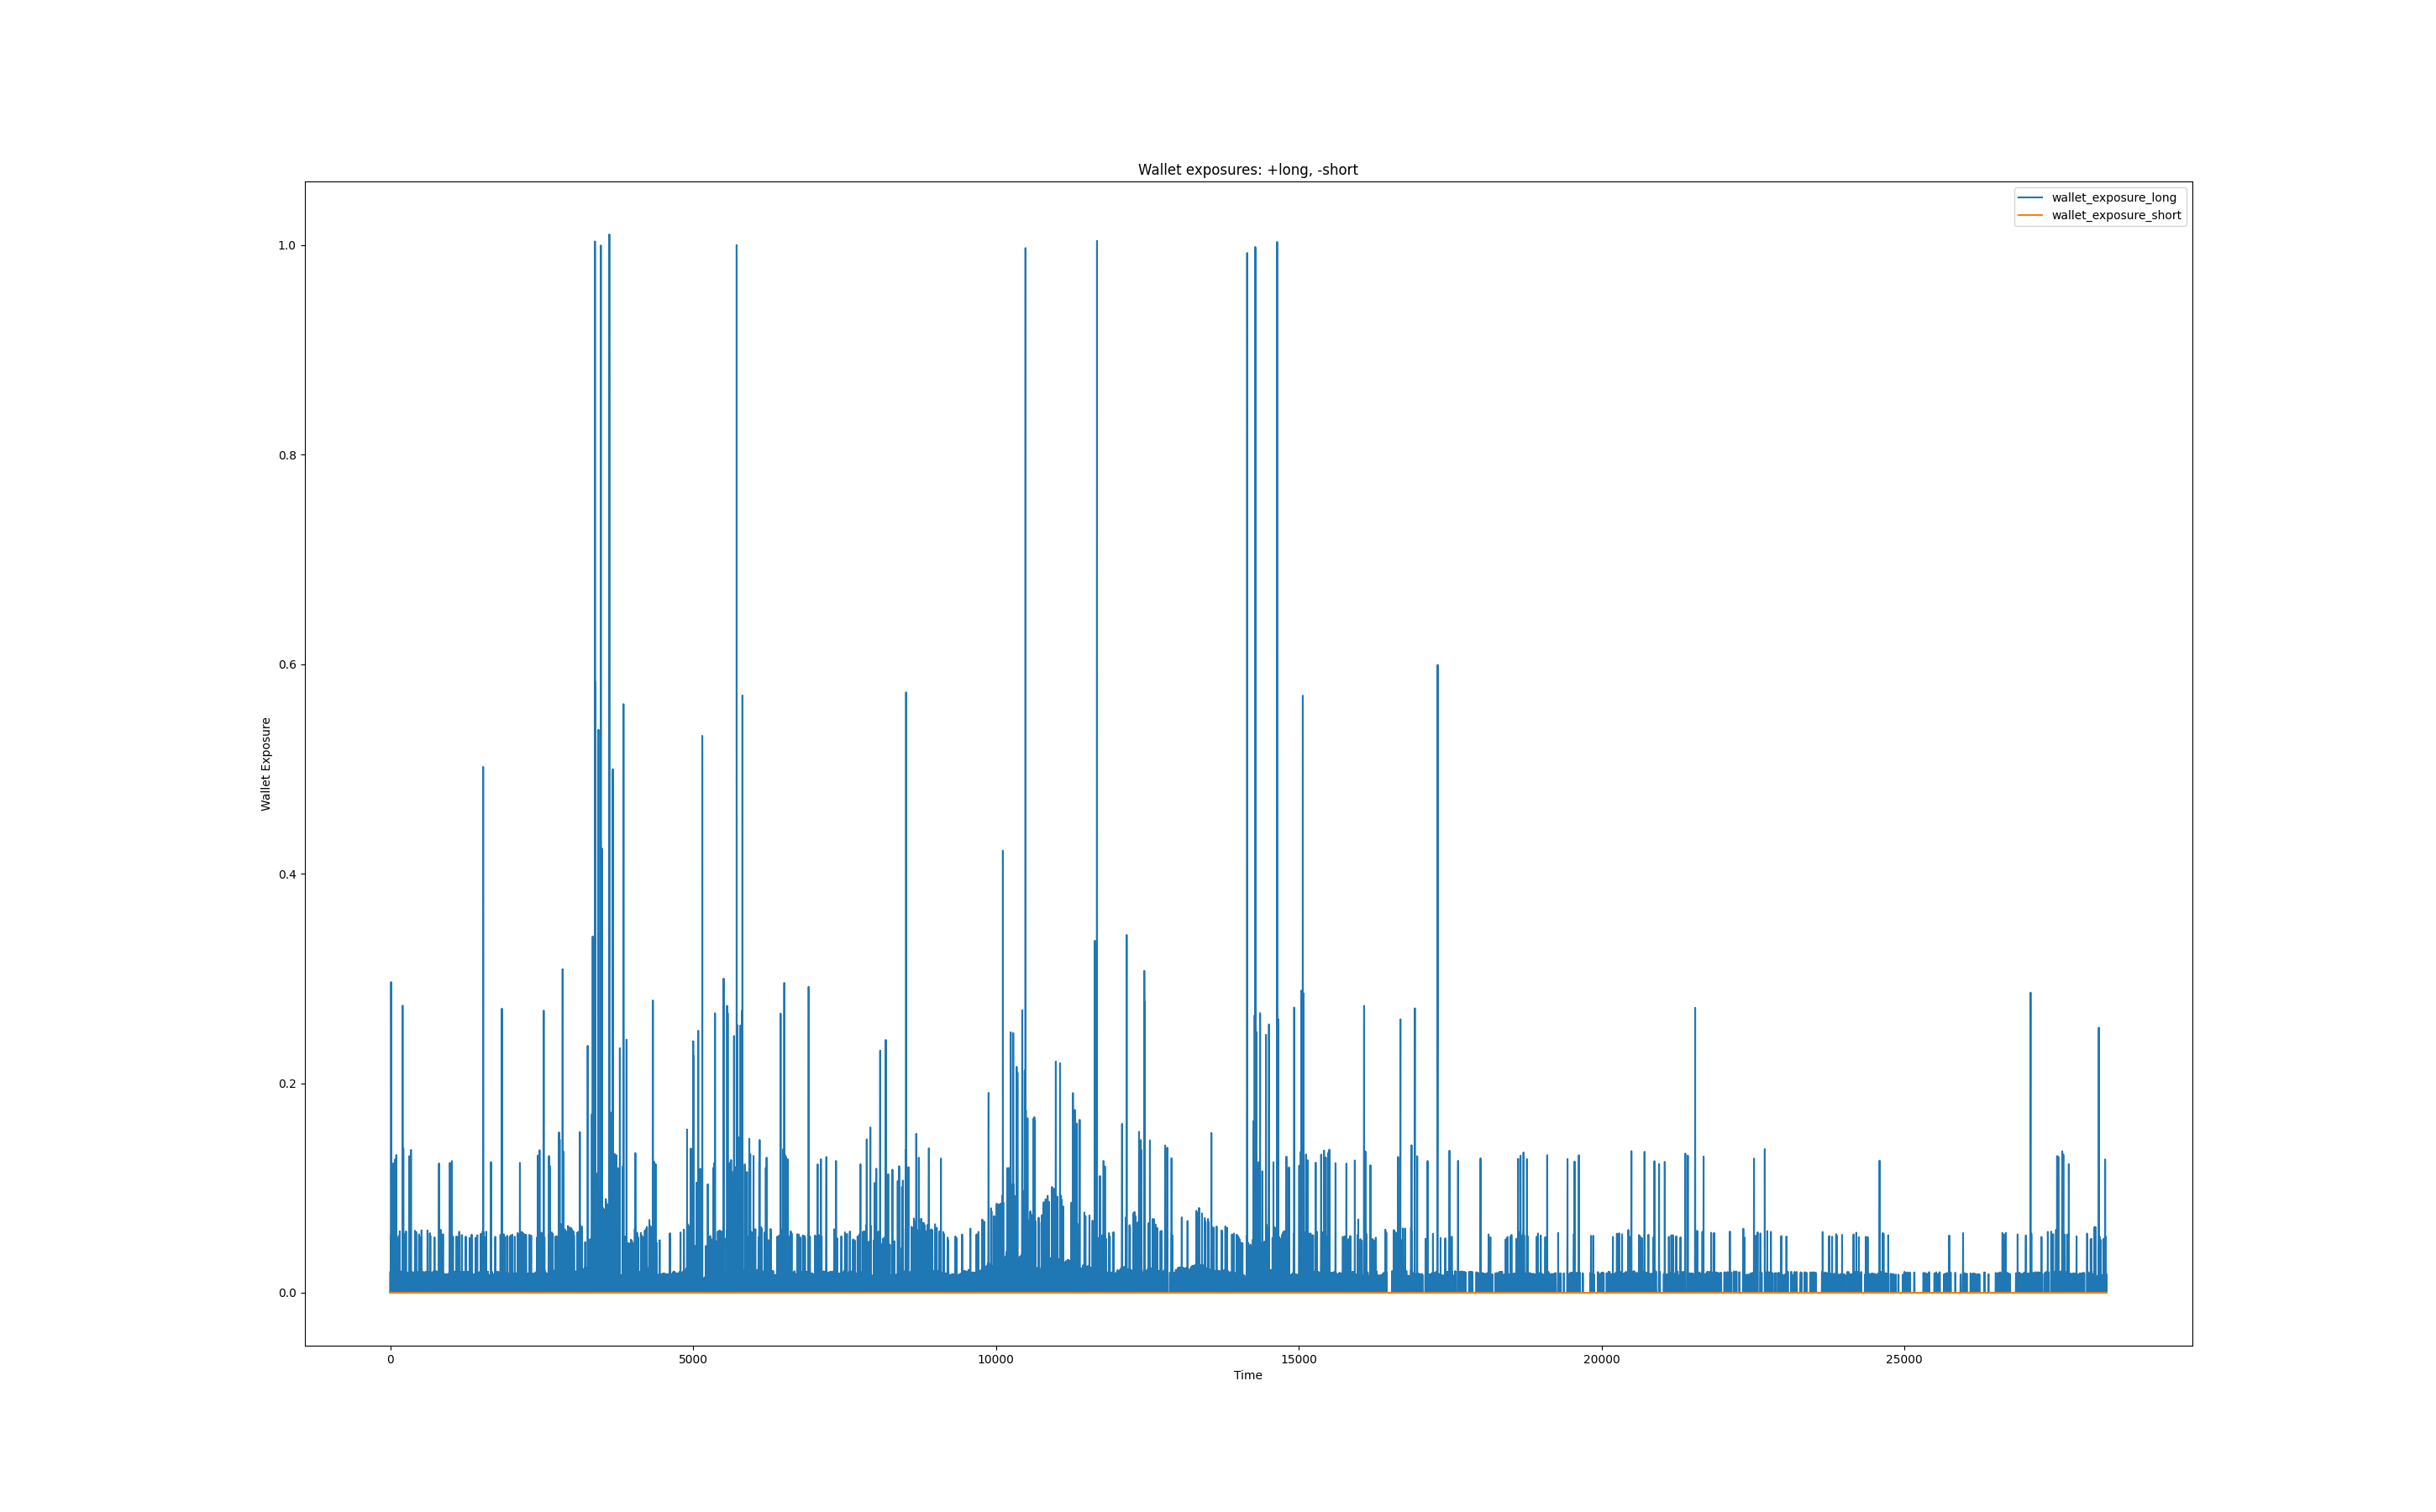 Wallet exposures: +long, -short
wallet_exposure_long
wallet_exposure_short
1.0
0.8
0.6
0.4
0.2
0.0
Wallet Exposure
0 5000 10000 15000 20000 25000
Time